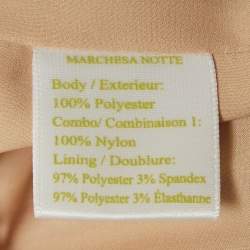 MARCHESA NOTTE
Body / Exterieur:
100% Polyester
Combo/ Combinaison 1:
100% Nylon
Lining / Doublure:
97% Polyester 3% Spandex
97% Polyester 3% Élasthanne